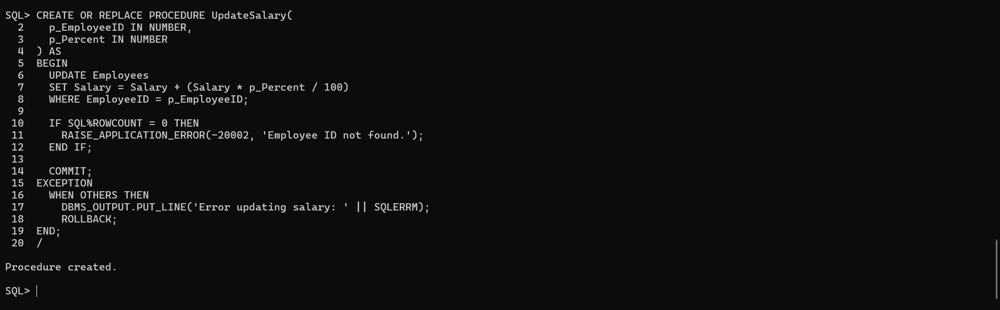 SQL> CREATE OR REPLACE PROCEDURE UpdateSalary(
  2    p_EmployeeID IN NUMBER,
  3    p_Percent IN NUMBER
  4  ) AS
  5  BEGIN
  6    UPDATE Employees
  7    SET Salary = Salary + (Salary * p_Percent / 100)
  8    WHERE EmployeeID = p_EmployeeID;
  9
 10    IF SQL%ROWCOUNT = 0 THEN
 11      RAISE_APPLICATION_ERROR(-20002, 'Employee ID not found.');
 12    END IF;
 13
 14    COMMIT;
 15  EXCEPTION
 16    WHEN OTHERS THEN
 17      DBMS_OUTPUT.PUT_LINE('Error updating salary: ' || SQLERRM);
 18      ROLLBACK;
 19  END;
 20  /

Procedure created.

SQL>